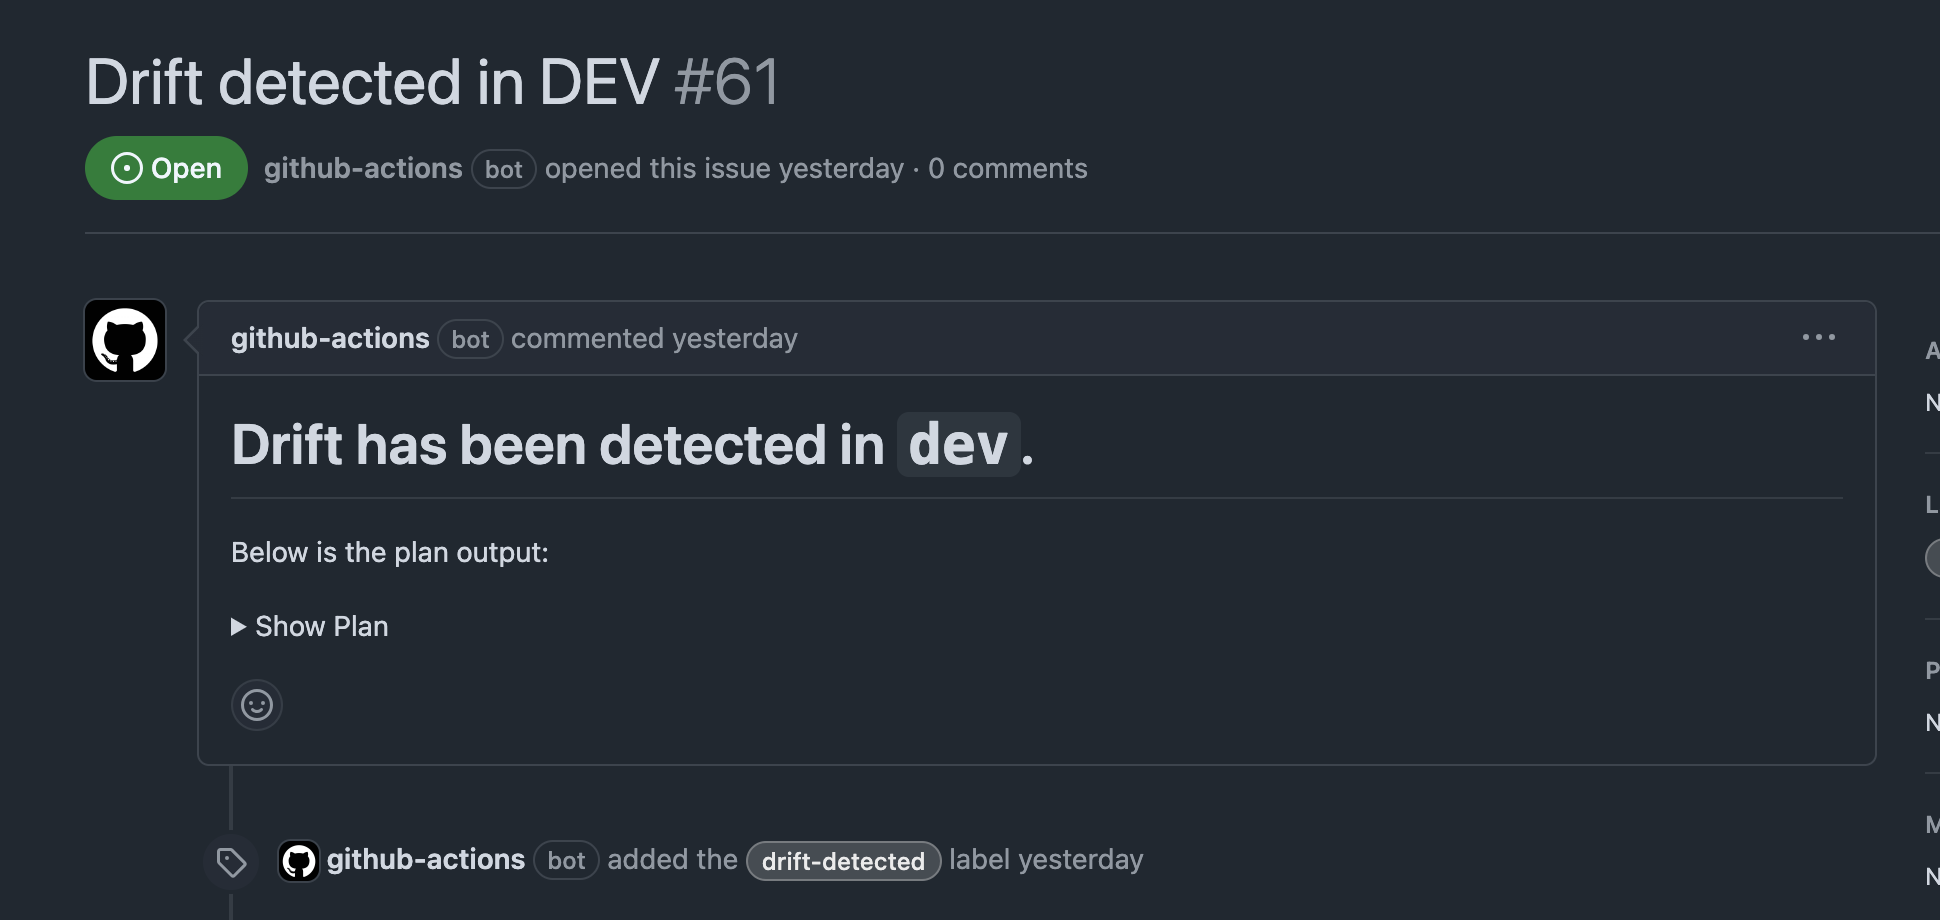 Drift detected in DEV #61
Open github-actions bot opened this issue yesterday · 0 comments
github-actions bot commented yesterday
Drift has been detected in dev.
Below is the plan output:
Show Plan
github-actions bot added the drift-detected label yesterday